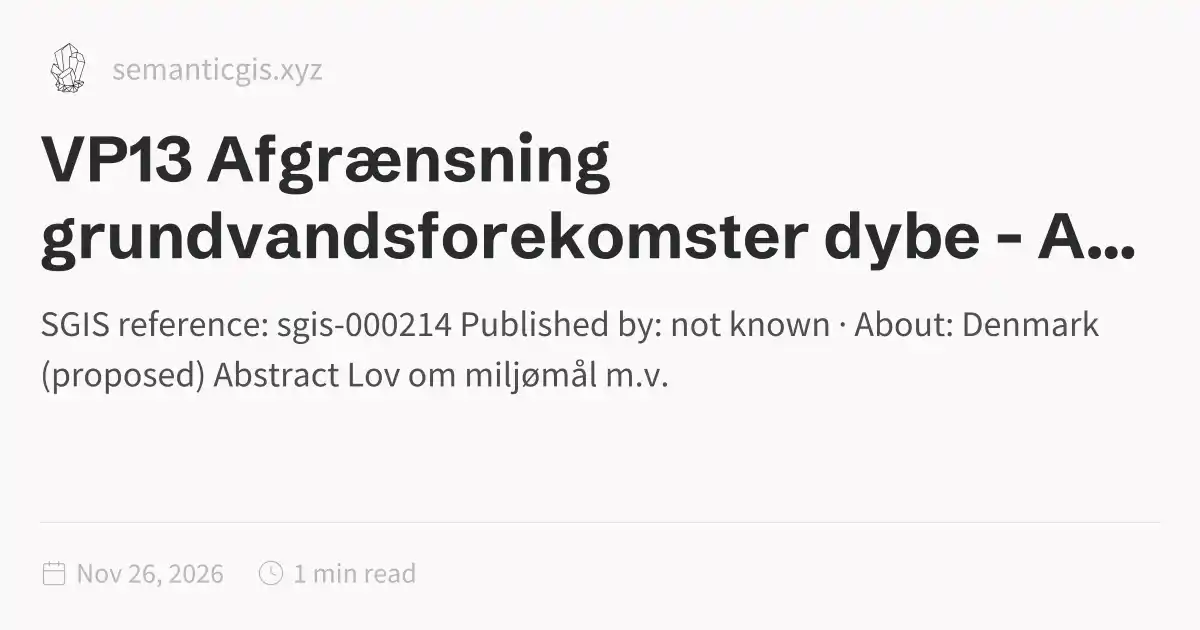 semanticgis.xyz
VP13 Afgrænsning
grundvandsforekomster dybe - A...
SGIS reference: sgis-000214 Published by: not known · About: Denmark
(proposed) Abstract Lov om miljømål m.v.
Nov 26, 2026 1 min read